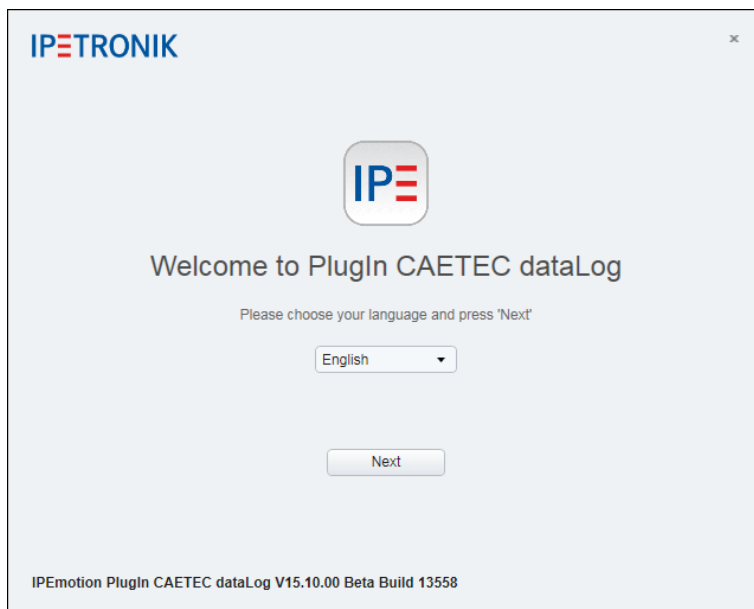 IPETRONIK
IPE
Welcome to PlugIn CAETEC dataLog
Please choose your language and press 'Next'
English
Next
IPEmotion PlugIn CAETEC dataLog V15.10.00 Beta Build 13558